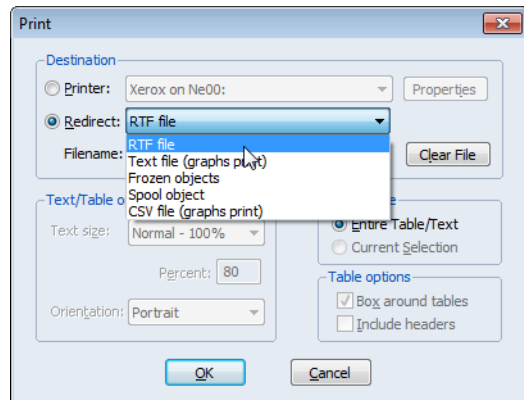 Print
Destination
Printer: Xerox on Ne00: Properties
Redirect: RTF file
RTF file
Filename: Text file (graphs print) Clear File
Frozen objects
Spool object
CSV file (graphs print)
Text/Table o
Text size: Normal - 100%
Entire Table/Text
Current Selection
Percent: 80
Table options
Orientation: Portrait
Box around tables
Include headers
OK Cancel